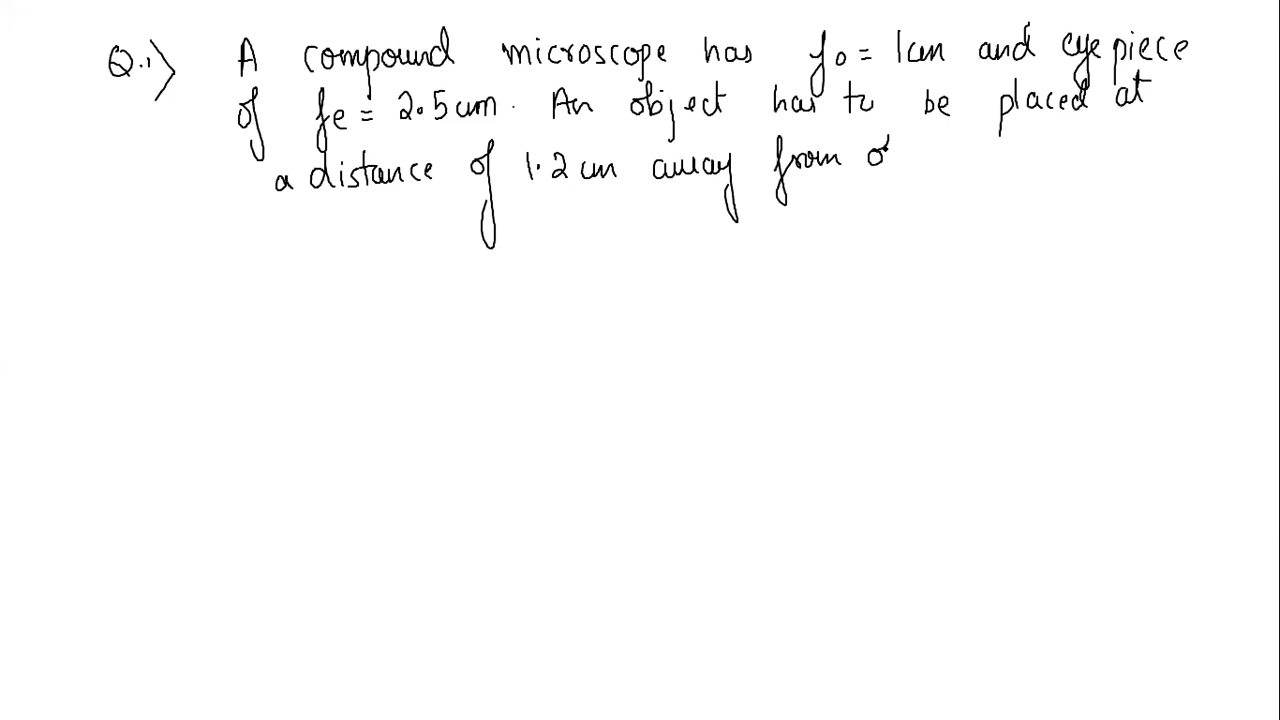 Q.1) A compound microscope has fo = 1cm and eyepiece
of fe = 2.5cm. An object has to be placed at
a distance of 1.2cm away from o